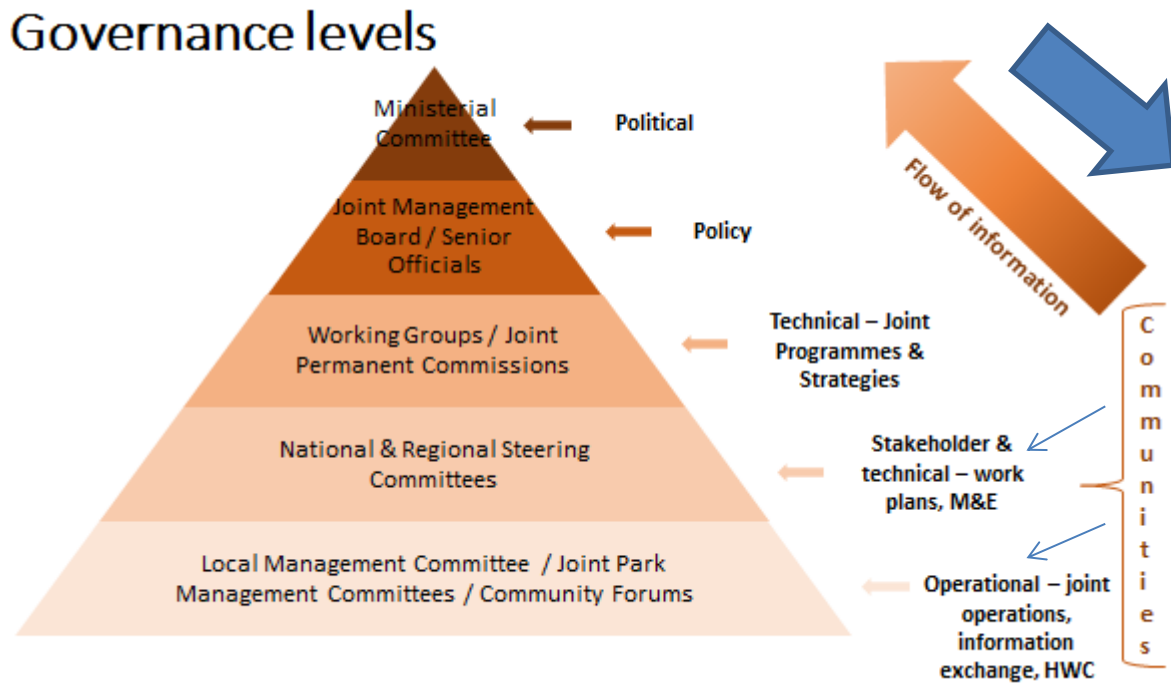 Governance levels
Ministerial
Committee
Political
Joint Management
Board / Senior
Officials
Policy
Working Groups / Joint
Permanent Commissions
Technical – Joint
Programmes &
Strategies
National & Regional Steering
Committees
Stakeholder &
technical – work
plans, M&E
Local Management Committee / Joint Park
Management Committees / Community Forums
Operational – joint
operations,
information
exchange, HWC
Flow of information
Communities